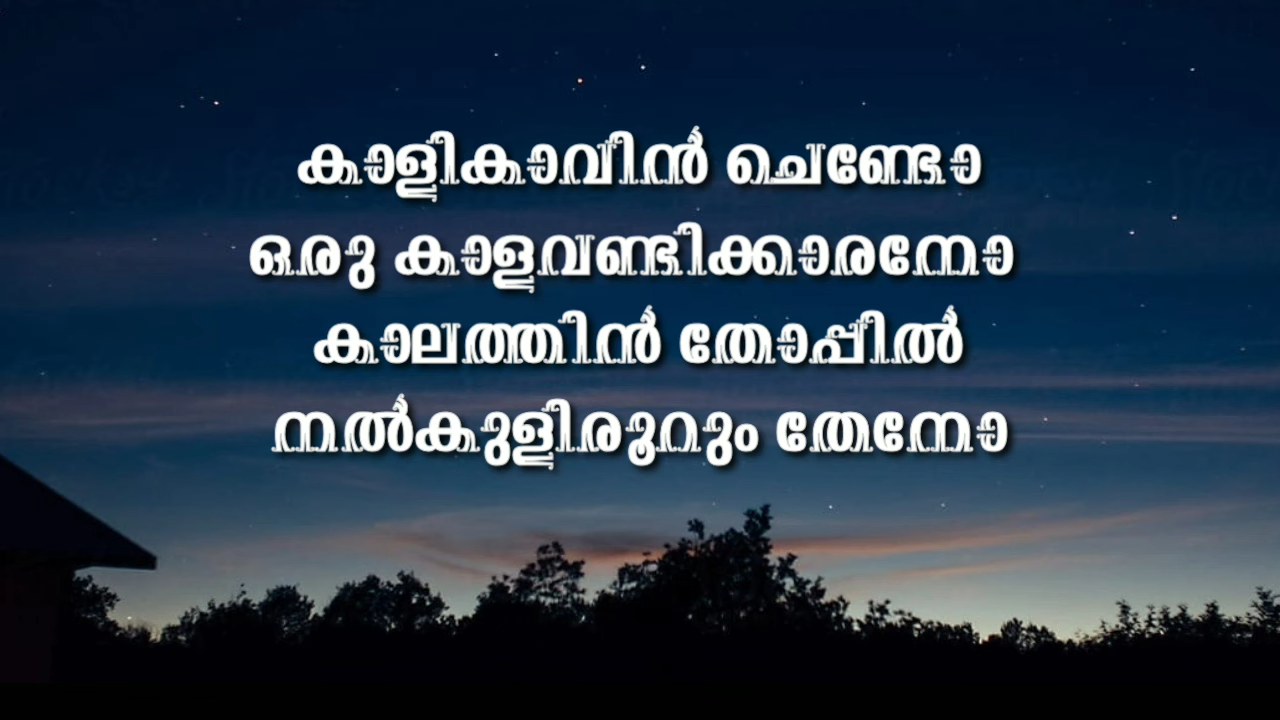 കാളികാവിൻ ചെണ്ടോ
ഒരു കാളവണ്ടിക്കാരനോ
കാലത്തിൻ തോപ്പിൽ
നൽകുളിരൂറും തേനോ